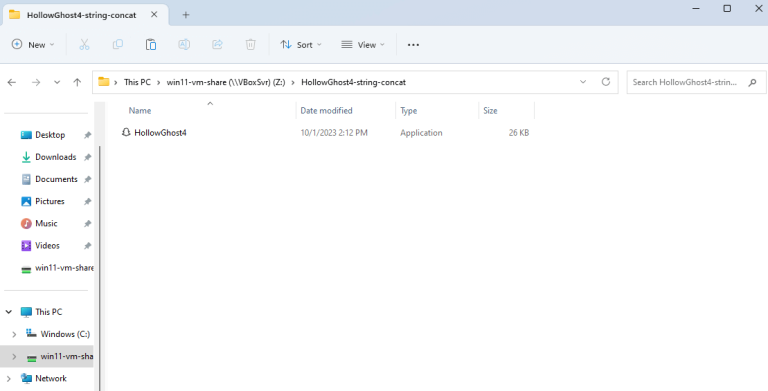 HollowGhost4-string-concat
New
Sort
View
This PC
win11-vm-share (\\VBoxSvr) (Z:)
HollowGhost4-string-concat
Search HollowGhost4-strin...
Name
Date modified
Type
Size
HollowGhost4
10/1/2023 2:12 PM
Application
26 KB
Desktop
Downloads
Documents
Pictures
Music
Videos
win11-vm-share
This PC
Windows (C:)
win11-vm-sha
Network